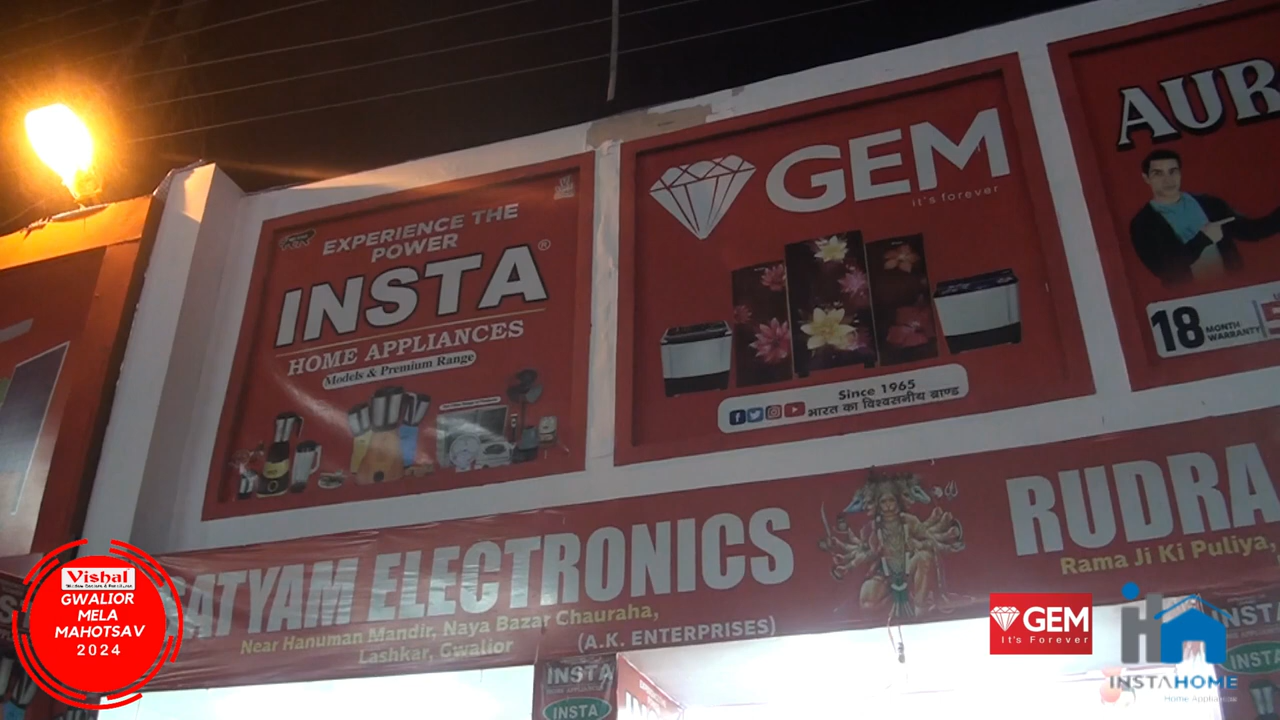 EXPERIENCE THE
POWER
INSTA®
HOME APPLIANCES
Models & Premium Range
GEM
it's forever
Since 1965
भारत का विश्वसनीय ब्राण्ड
AUR
18 MONTH
WARRANTY
SATYAM ELECTRONICS
Near Hanuman Mandir, Naya Bazar Chauraha,
Lashkar, Gwalior
(A.K. ENTERPRISES)
RUDRA
Rama Ji Ki Puliya,
INSTA
INSTA
INSTA
INSTA
Vishal
GWALIOR
MELA
MAHOTSAV
2024
GEM
It's Forever
INSTAHOME
Home Appliances